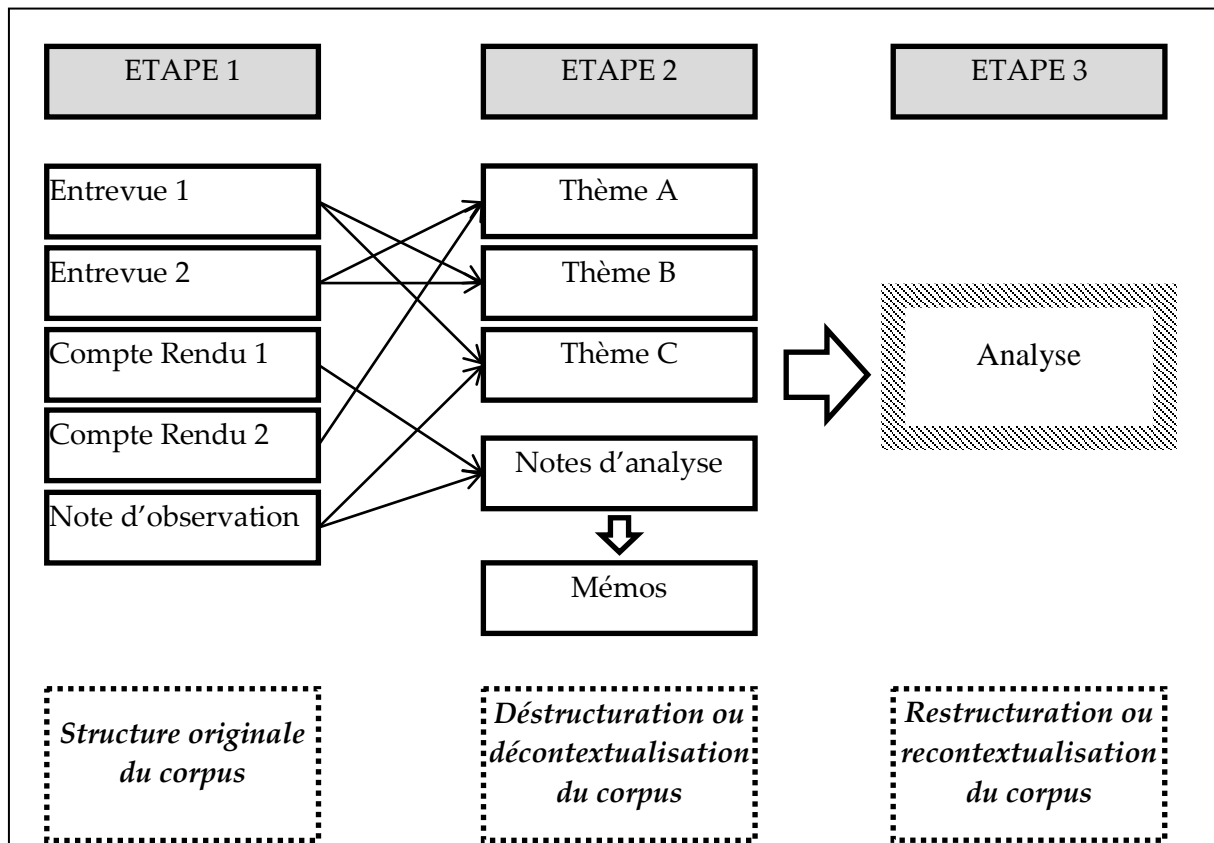 ETAPE 1
ETAPE 2
ETAPE 3
Entrevue 1
Entrevue 2
Compte Rendu 1
Compte Rendu 2
Note d’observation
Thème A
Thème B
Thème C
Notes d’analyse
Mémos
Analyse
Structure originale
du corpus
Déstructuration ou
décontextualisation
du corpus
Restructuration ou
recontextualisation
du corpus